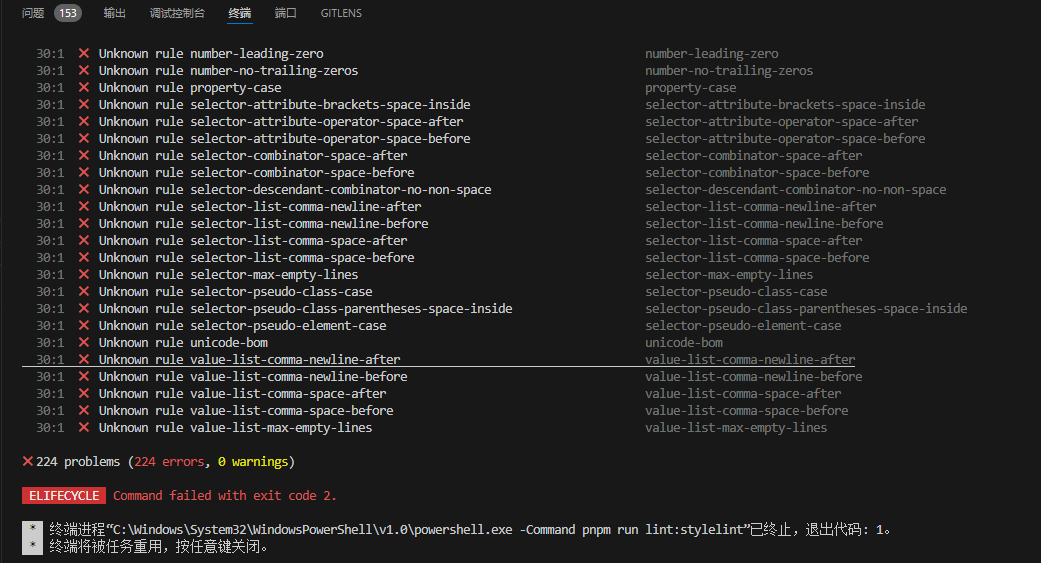 问题 153 输出 调试控制台 终端 端口 GITLENS
30:1 ✖ Unknown rule number-leading-zero number-leading-zero
30:1 ✖ Unknown rule number-no-trailing-zeros number-no-trailing-zeros
30:1 ✖ Unknown rule property-case property-case
30:1 ✖ Unknown rule selector-attribute-brackets-space-inside selector-attribute-brackets-space-inside
30:1 ✖ Unknown rule selector-attribute-operator-space-after selector-attribute-operator-space-after
30:1 ✖ Unknown rule selector-attribute-operator-space-before selector-attribute-operator-space-before
30:1 ✖ Unknown rule selector-combinator-space-after selector-combinator-space-after
30:1 ✖ Unknown rule selector-combinator-space-before selector-combinator-space-before
30:1 ✖ Unknown rule selector-descendant-combinator-no-non-space selector-descendant-combinator-no-non-space
30:1 ✖ Unknown rule selector-list-comma-newline-after selector-list-comma-newline-after
30:1 ✖ Unknown rule selector-list-comma-newline-before selector-list-comma-newline-before
30:1 ✖ Unknown rule selector-list-comma-space-after selector-list-comma-space-after
30:1 ✖ Unknown rule selector-list-comma-space-before selector-list-comma-space-before
30:1 ✖ Unknown rule selector-max-empty-lines selector-max-empty-lines
30:1 ✖ Unknown rule selector-pseudo-class-case selector-pseudo-class-case
30:1 ✖ Unknown rule selector-pseudo-class-parentheses-space-inside selector-pseudo-class-parentheses-space-inside
30:1 ✖ Unknown rule selector-pseudo-element-case selector-pseudo-element-case
30:1 ✖ Unknown rule unicode-bom unicode-bom
30:1 ✖ Unknown rule value-list-comma-newline-after value-list-comma-newline-after
30:1 ✖ Unknown rule value-list-comma-newline-before value-list-comma-newline-before
30:1 ✖ Unknown rule value-list-comma-space-after value-list-comma-space-after
30:1 ✖ Unknown rule value-list-comma-space-before value-list-comma-space-before
30:1 ✖ Unknown rule value-list-max-empty-lines value-list-max-empty-lines
✖ 224 problems (224 errors, 0 warnings)
ELIFECYCLE Command failed with exit code 2.
* 终端进程“C:\Windows\System32\WindowsPowerShell\v1.0\powershell.exe -Command pnpm run lint:stylelint”已终止，退出代码: 1。
* 终端将被任务重用，按任意键关闭。